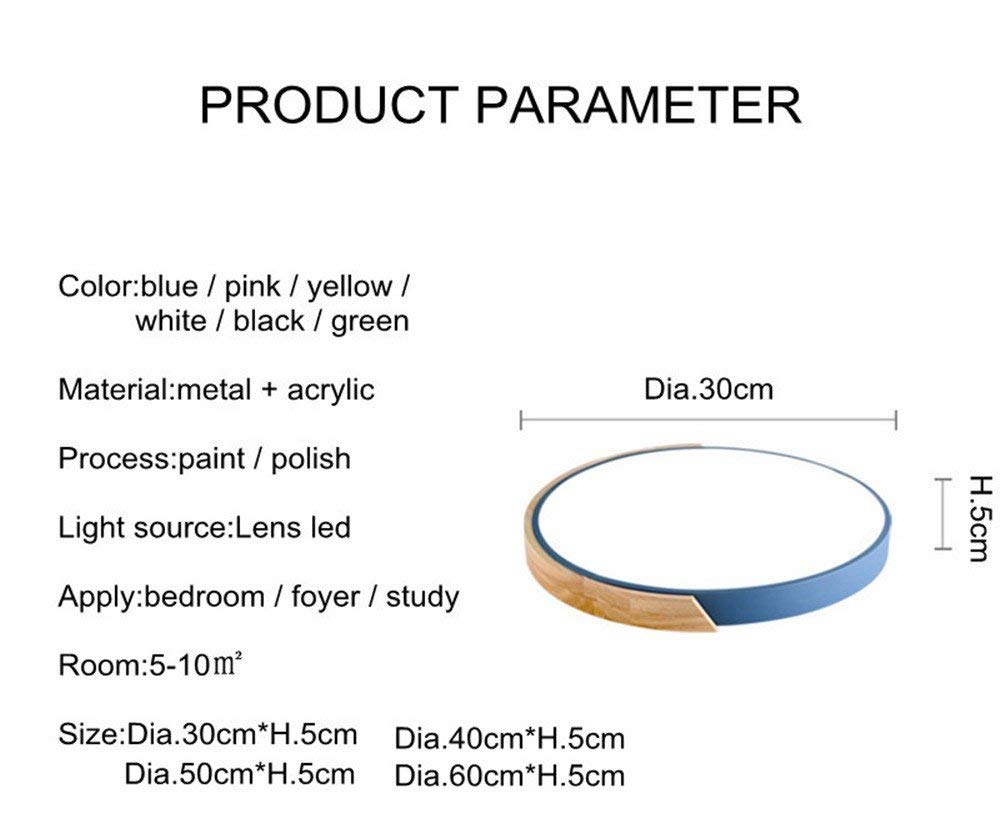 PRODUCT PARAMETER
Color:blue / pink / yellow /
white / black / green
Material:metal + acrylic
Process:paint / polish
Light source:Lens led
Apply:bedroom / foyer / study
Room:5-10㎡
Size:Dia.30cm*H.5cm Dia.40cm*H.5cm
Dia.50cm*H.5cm Dia.60cm*H.5cm
Dia.30cm
H.5cm